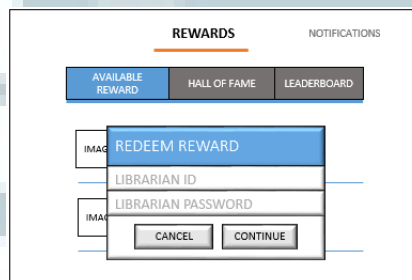 REWARDS NOTIFICATIONS
AVAILABLE REWARD HALL OF FAME LEADERBOARD
REDEEM REWARD
LIBRARIAN ID
LIBRARIAN PASSWORD
CANCEL CONTINUE